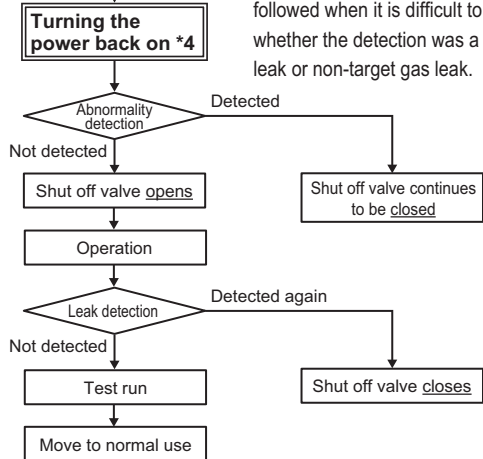 followed when it is difficult to
whether the detection was a
leak or non-target gas leak.
Turning the
power back on *4
Abnormality
detection
Detected
Not detected
Shut off valve opens
Shut off valve continues
to be closed
Operation
Leak detection
Detected again
Not detected
Test run
Shut off valve closes
Move to normal use